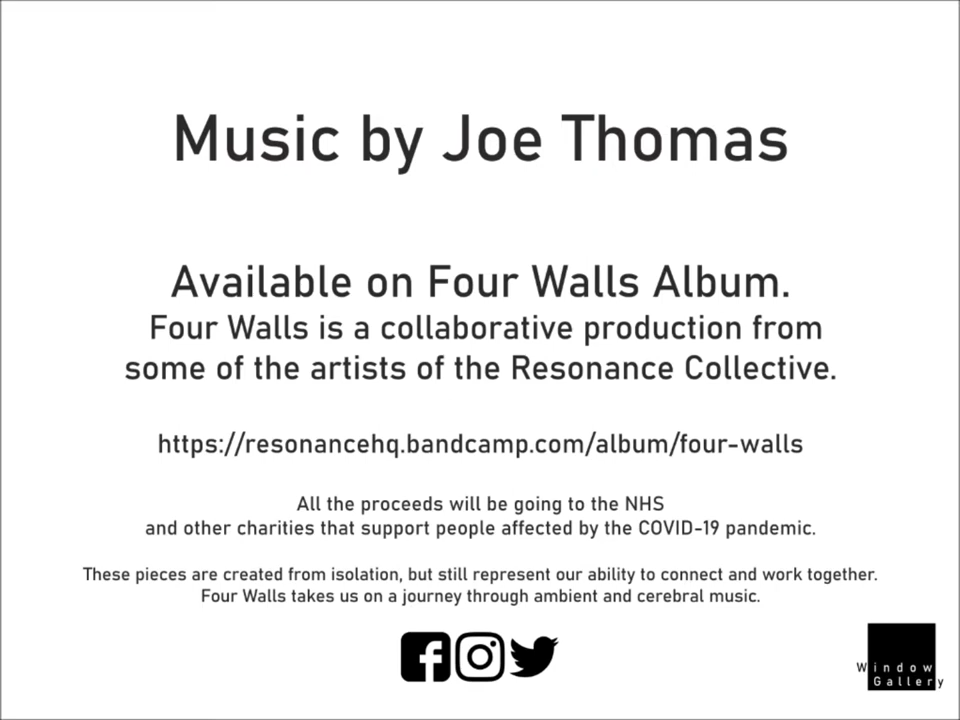 Music by Joe Thomas
Available on Four Walls Album.
Four Walls is a collaborative production from
some of the artists of the Resonance Collective.
https://resonancehq.bandcamp.com/album/four-walls
All the proceeds will be going to the NHS
and other charities that support people affected by the COVID-19 pandemic.
These pieces are created from isolation, but still represent our ability to connect and work together.
Four Walls takes us on a journey through ambient and cerebral music.
Window
Gallery